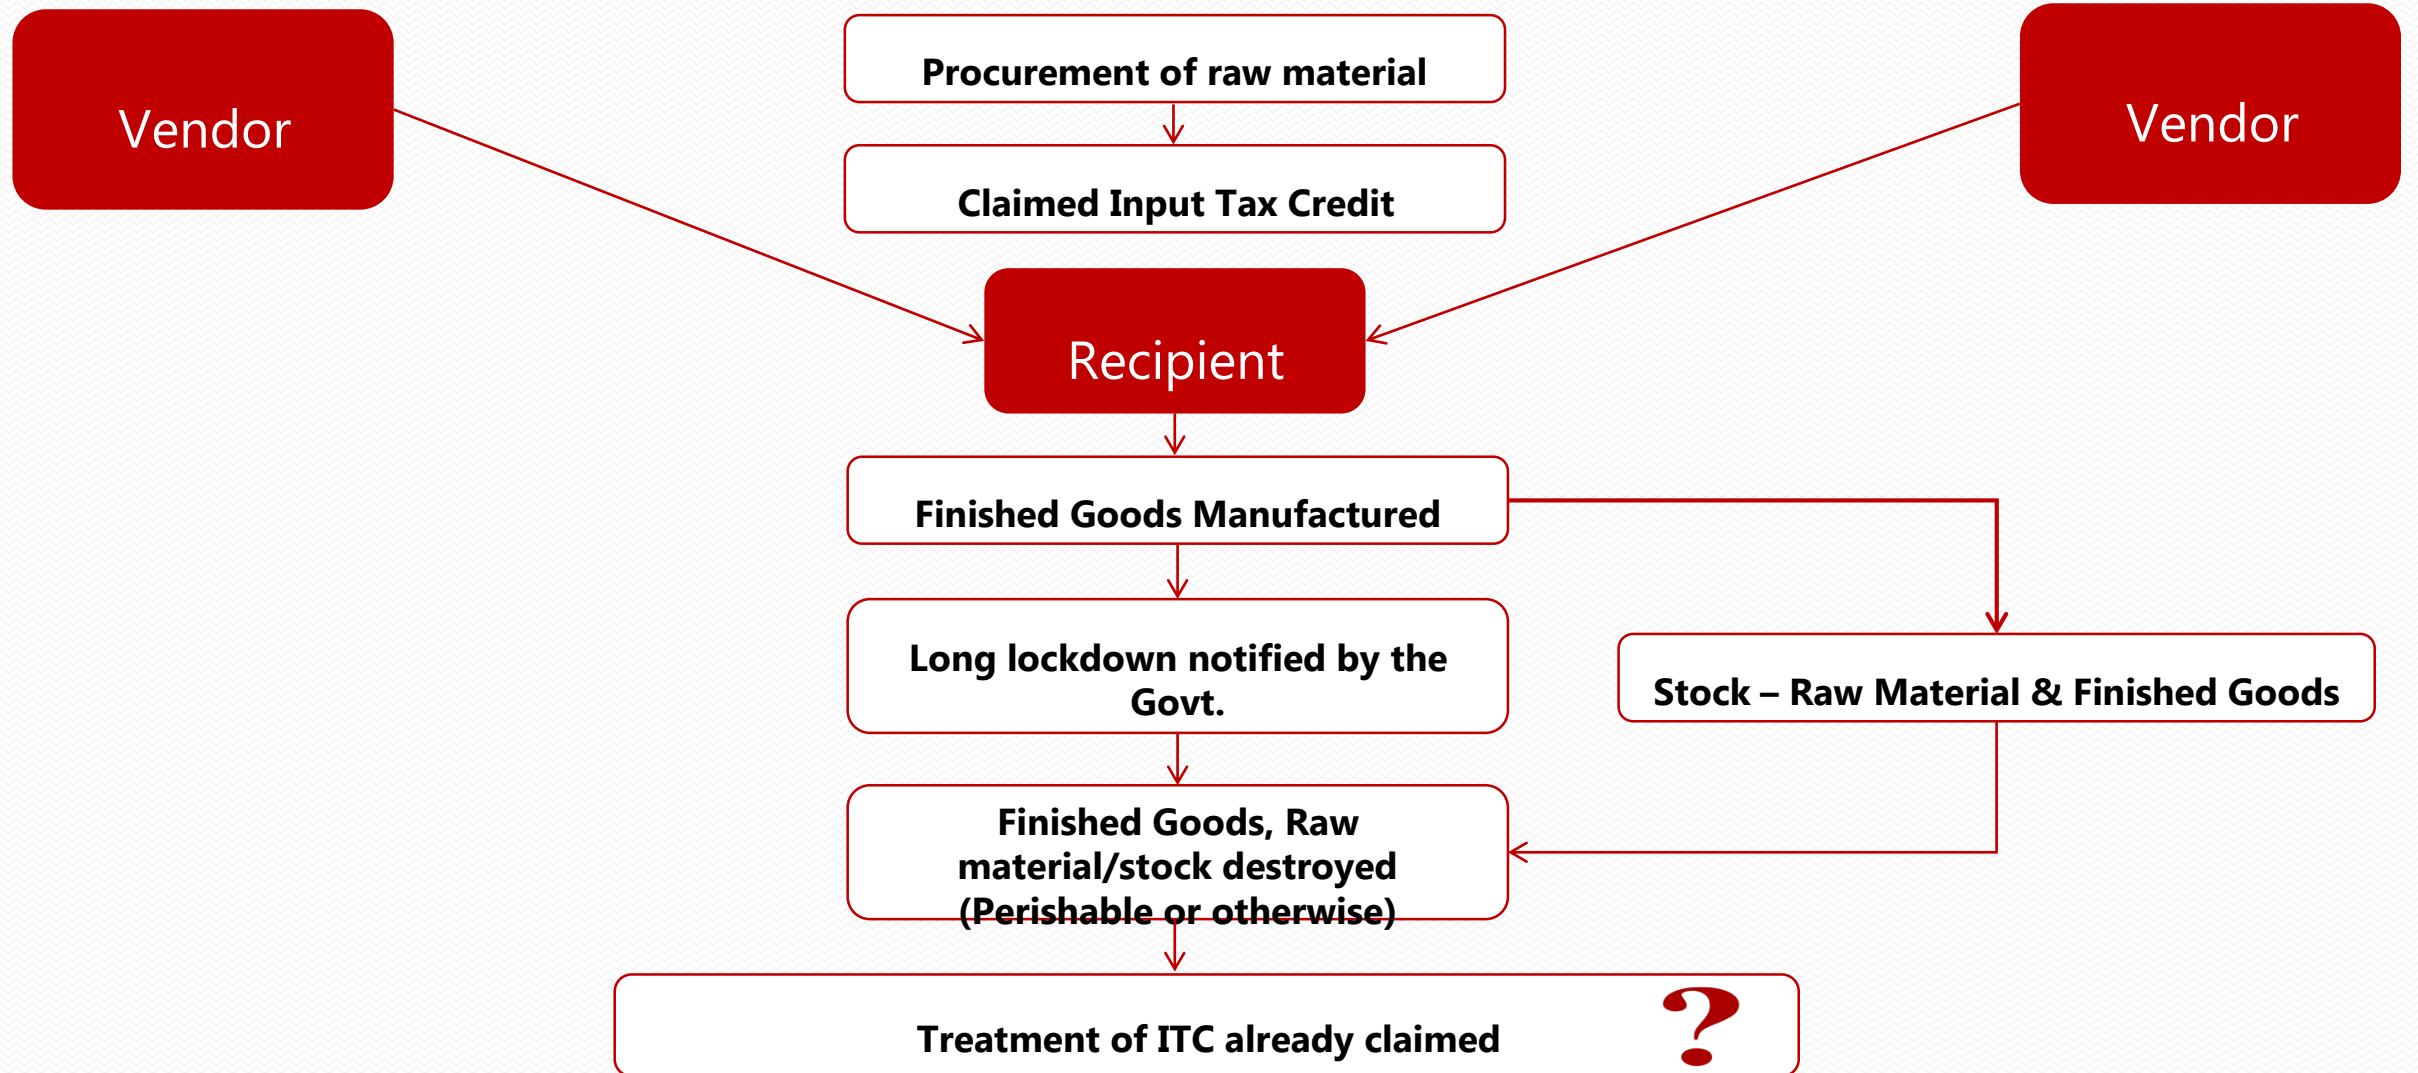 Vendor
Procurement of raw material
Vendor
Claimed Input Tax Credit
Recipient
Finished Goods Manufactured
Long lockdown notified by the
Govt.
Stock – Raw Material & Finished Goods
Finished Goods, Raw
material/stock destroyed
(Perishable or otherwise)
Treatment of ITC already claimed ?